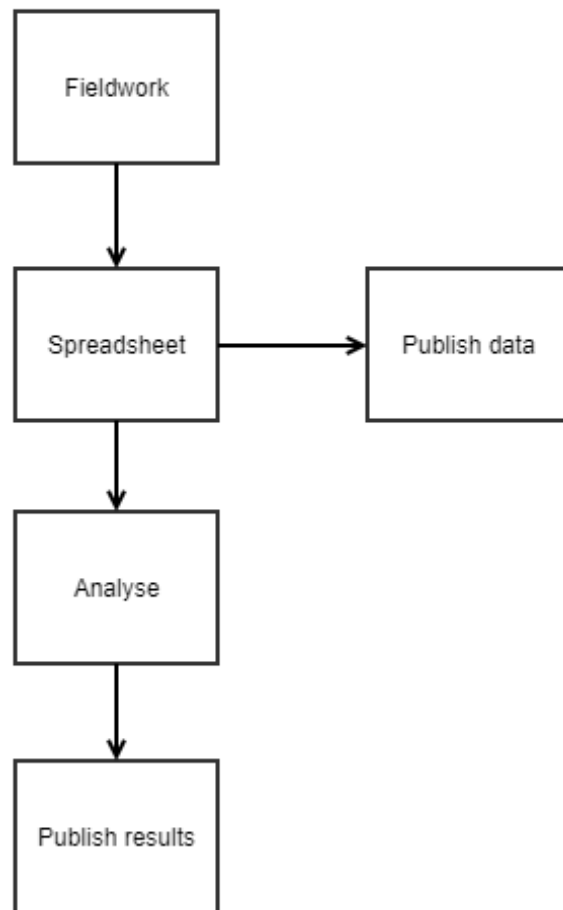 Fieldwork
Spreadsheet
Publish data
Analyse
Publish results